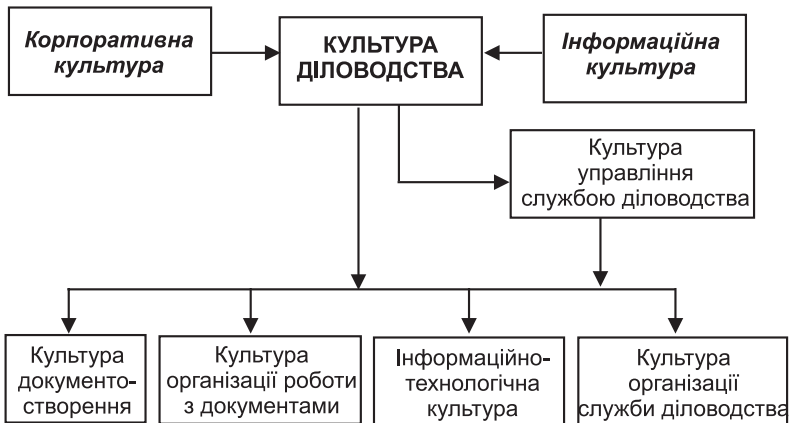 Корпоративна
культура
КУЛЬТУРА
ДІЛОВОДСТВА
Інформаційна
культура
Культура
управління
службою діловодства
Культура
документо-
створення
Культура
організації роботи
з документами
Інформаційно-
технологічна
культура
Культура
організації
служби діловодства